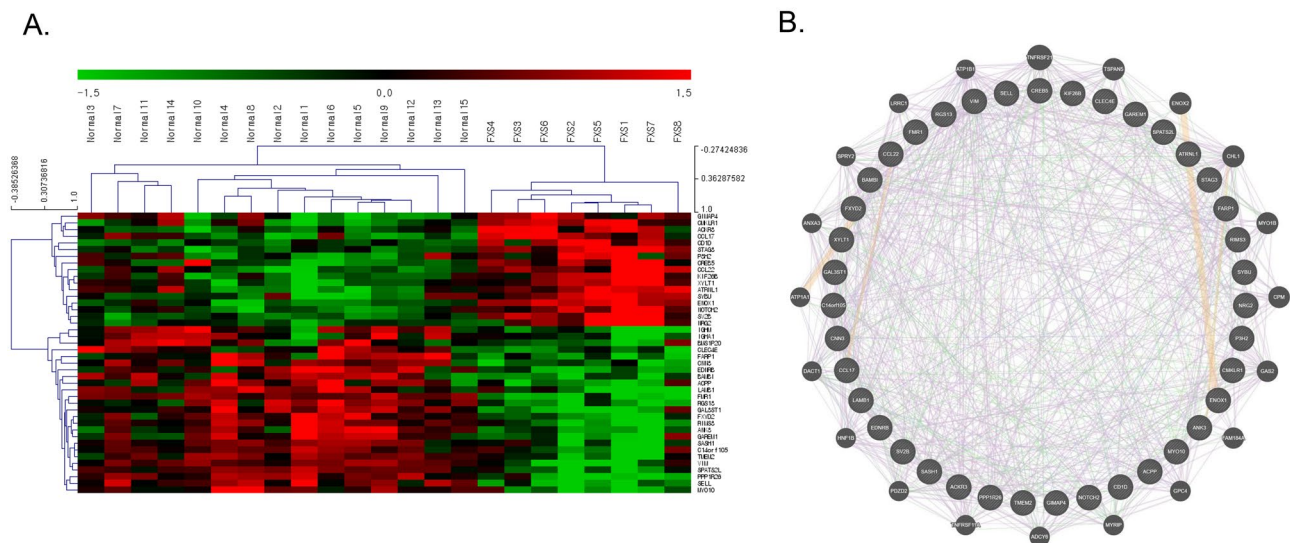 A.
-1,5
0,0
1,5
Normal3
Normal7
Normal11
Normal14
Normal10
Normal4
Normal8
Normal2
Normal1
Normal6
Normal5
Normal9
Normal12
Normal13
Normal15
FXS4
FXS3
FXS6
FXS2
FXS5
FXS1
FXS7
FXS8
-0.27424836
0.36287582
1.0
-0.38526368
0.30736816
1.0
GIMAP4
CMKLR1
ACKR3
CCL17
CD1D
STAG3
P3H2
CREB5
CCL22
KIF26B
XYLT1
ATRNL1
SYBU
ENOX1
NOTCH2
SV2B
NRG2
IGHM
IGHA1
CLEC4E
FARP1
CNN3
EDNRB
BAMBI
ACPP
LAMB1
FMR1
RGS13
GAL3ST1
FXYD2
RIMS3
ANK3
GAREM1
SASH1
C14orf105
TMEM2
VIM
SPATS2L
PPP1R26
SELL
MYO10
B.
TNFRSF21
ATP1B1
TSPAN5
LRRC1
ENOX2
SPRY2
CHL1
ANXA3
MYO1B
ATP1A1
CPM
DACT1
GAB2
HNF1B
FAM184A
PDZD2
GPC4
MYRIP
ADCY9
CREB5
SELL
KIF26B
VIM
CLEC4E
RGS13
GAREM1
FMR1
SPATS2L
CCL22
ATRNL1
BAMBI
STAG3
FXYD2
FARP1
XYLT1
RIMS3
GAL3ST1
SYBU
C14orf105
NRG2
CNN3
P3H2
CCL17
CMKLR1
LAMB1
ENOX1
EDNRB
ANK3
SV2B
MYO10
SASH1
ACPP
ACKR3
CD1D
PPP1R26
NOTCH2
TMEM2
GIMAP4